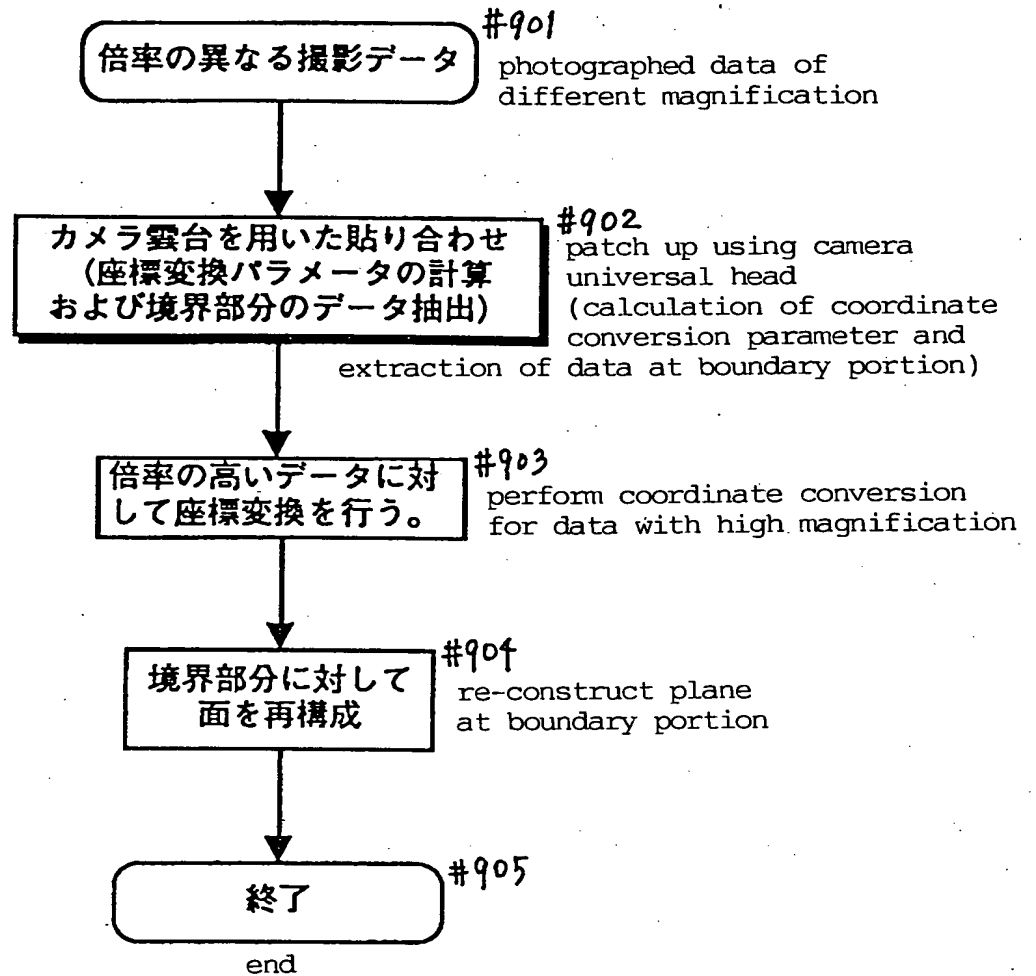 #901
倍率の異なる撮影データ
photographed data of
different magnification
#902
カメラ雲台を用いた貼り合わせ
(座標変換パラメータの計算
および境界部分のデータ抽出)
patch up using camera
universal head
(calculation of coordinate
conversion parameter and
extraction of data at boundary portion)
#903
倍率の高いデータに対
して座標変換を行う。
perform coordinate conversion
for data with high magnification
#904
境界部分に対して
面を再構成
re-construct plane
at boundary portion
#905
終了
end